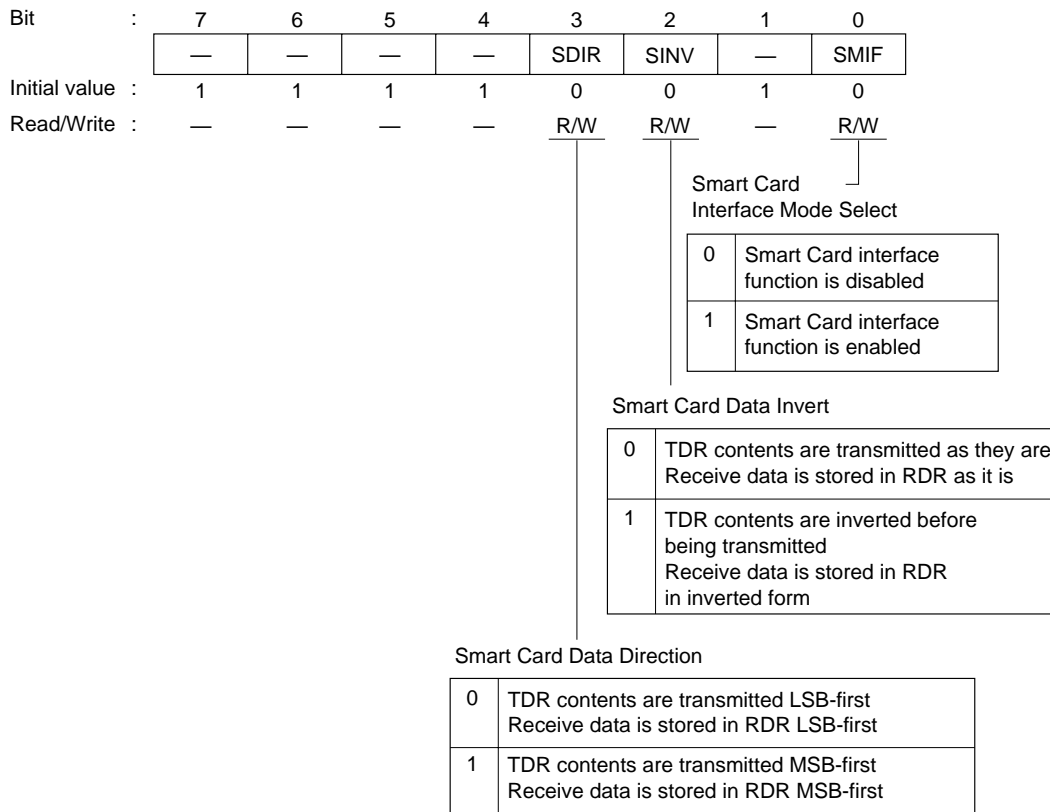 Bit : 7 6 5 4 3 2 1 0
— — — — SDIR SINV — SMIF
Initial value : 1 1 1 1 0 0 1 0
Read/Write : — — — — R/W R/W — R/W
Smart Card
Interface Mode Select
0 Smart Card interface
function is disabled
1 Smart Card interface
function is enabled
Smart Card Data Invert
0 TDR contents are transmitted as they are
Receive data is stored in RDR as it is
1 TDR contents are inverted before
being transmitted
Receive data is stored in RDR
in inverted form
Smart Card Data Direction
0 TDR contents are transmitted LSB-first
Receive data is stored in RDR LSB-first
1 TDR contents are transmitted MSB-first
Receive data is stored in RDR MSB-first